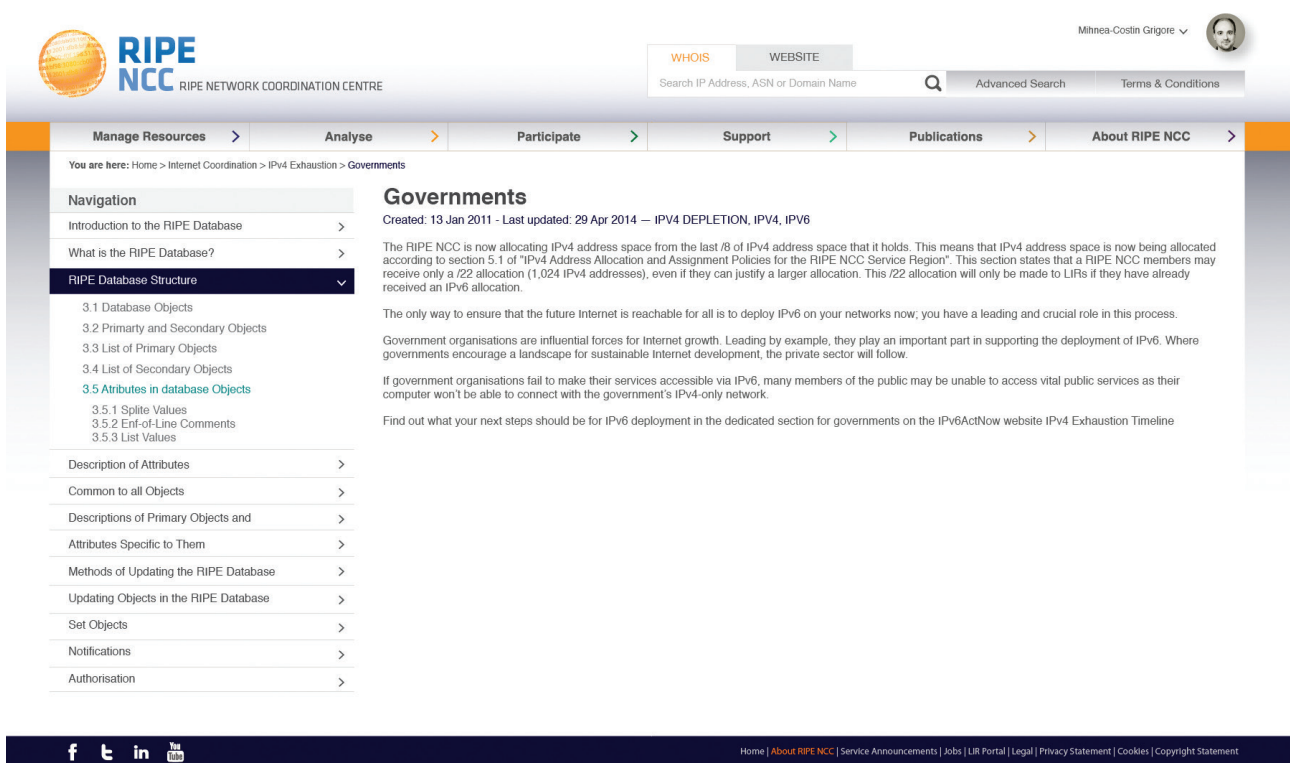 Mihnea-Costin Grigore
RIPE
NCC RIPE NETWORK COORDINATION CENTRE
WHOIS WEBSITE
Search IP Address, ASN or Domain Name Advanced Search Terms & Conditions
Manage Resources Analyse Participate Support Publications About RIPE NCC
You are here: Home > Internet Coordination > IPv4 Exhaustion > Governments
Navigation
Introduction to the RIPE Database
What is the RIPE Database?
RIPE Database Structure
3.1 Database Objects
3.2 Primarty and Secondary Objects
3.3 List of Primary Objects
3.4 List of Secondary Objects
3.5 Atributes in database Objects
3.5.1 Splite Values
3.5.2 Enf-of-Line Comments
3.5.3 List Values
Description of Attributes
Common to all Objects
Descriptions of Primary Objects and
Attributes Specific to Them
Methods of Updating the RIPE Database
Updating Objects in the RIPE Database
Set Objects
Notifications
Authorisation
Governments
Created: 13 Jan 2011 - Last updated: 29 Apr 2014 — IPV4 DEPLETION, IPV4, IPV6
The RIPE NCC is now allocating IPv4 address space from the last /8 of IPv4 address space that it holds. This means that IPv4 address space is now being allocated
according to section 5.1 of "IPv4 Address Allocation and Assignment Policies for the RIPE NCC Service Region". This section states that a RIPE NCC members may
receive only a /22 allocation (1,024 IPv4 addresses), even if they can justify a larger allocation. This /22 allocation will only be made to LIRs if they have already
received an IPv6 allocation.
The only way to ensure that the future Internet is reachable for all is to deploy IPv6 on your networks now; you have a leading and crucial role in this process.
Government organisations are influential forces for Internet growth. Leading by example, they play an important part in supporting the deployment of IPv6. Where
governments encourage a landscape for sustainable Internet development, the private sector will follow.
If government organisations fail to make their services accessible via IPv6, many members of the public may be unable to access vital public services as their
computer won't be able to connect with the government's IPv4-only network.
Find out what your next steps should be for IPv6 deployment in the dedicated section for governments on the IPv6ActNow website IPv4 Exhaustion Timeline
f t in You Tube
Home | About RIPE NCC | Service Announcements | Jobs | LIR Portal | Legal | Privacy Statement | Cookies | Copyright Statement